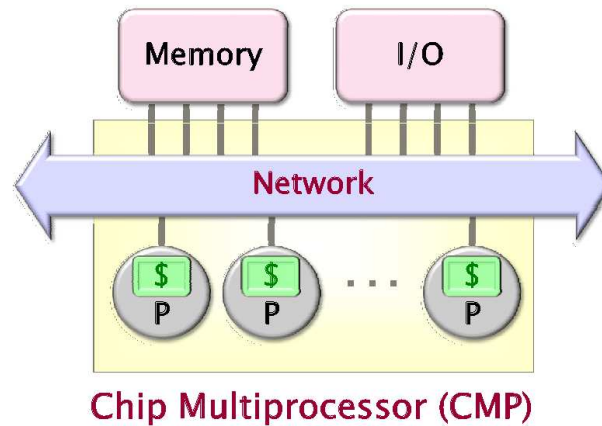 Memory I/O
Network
$ $ ... $
P P P
Chip Multiprocessor (CMP)